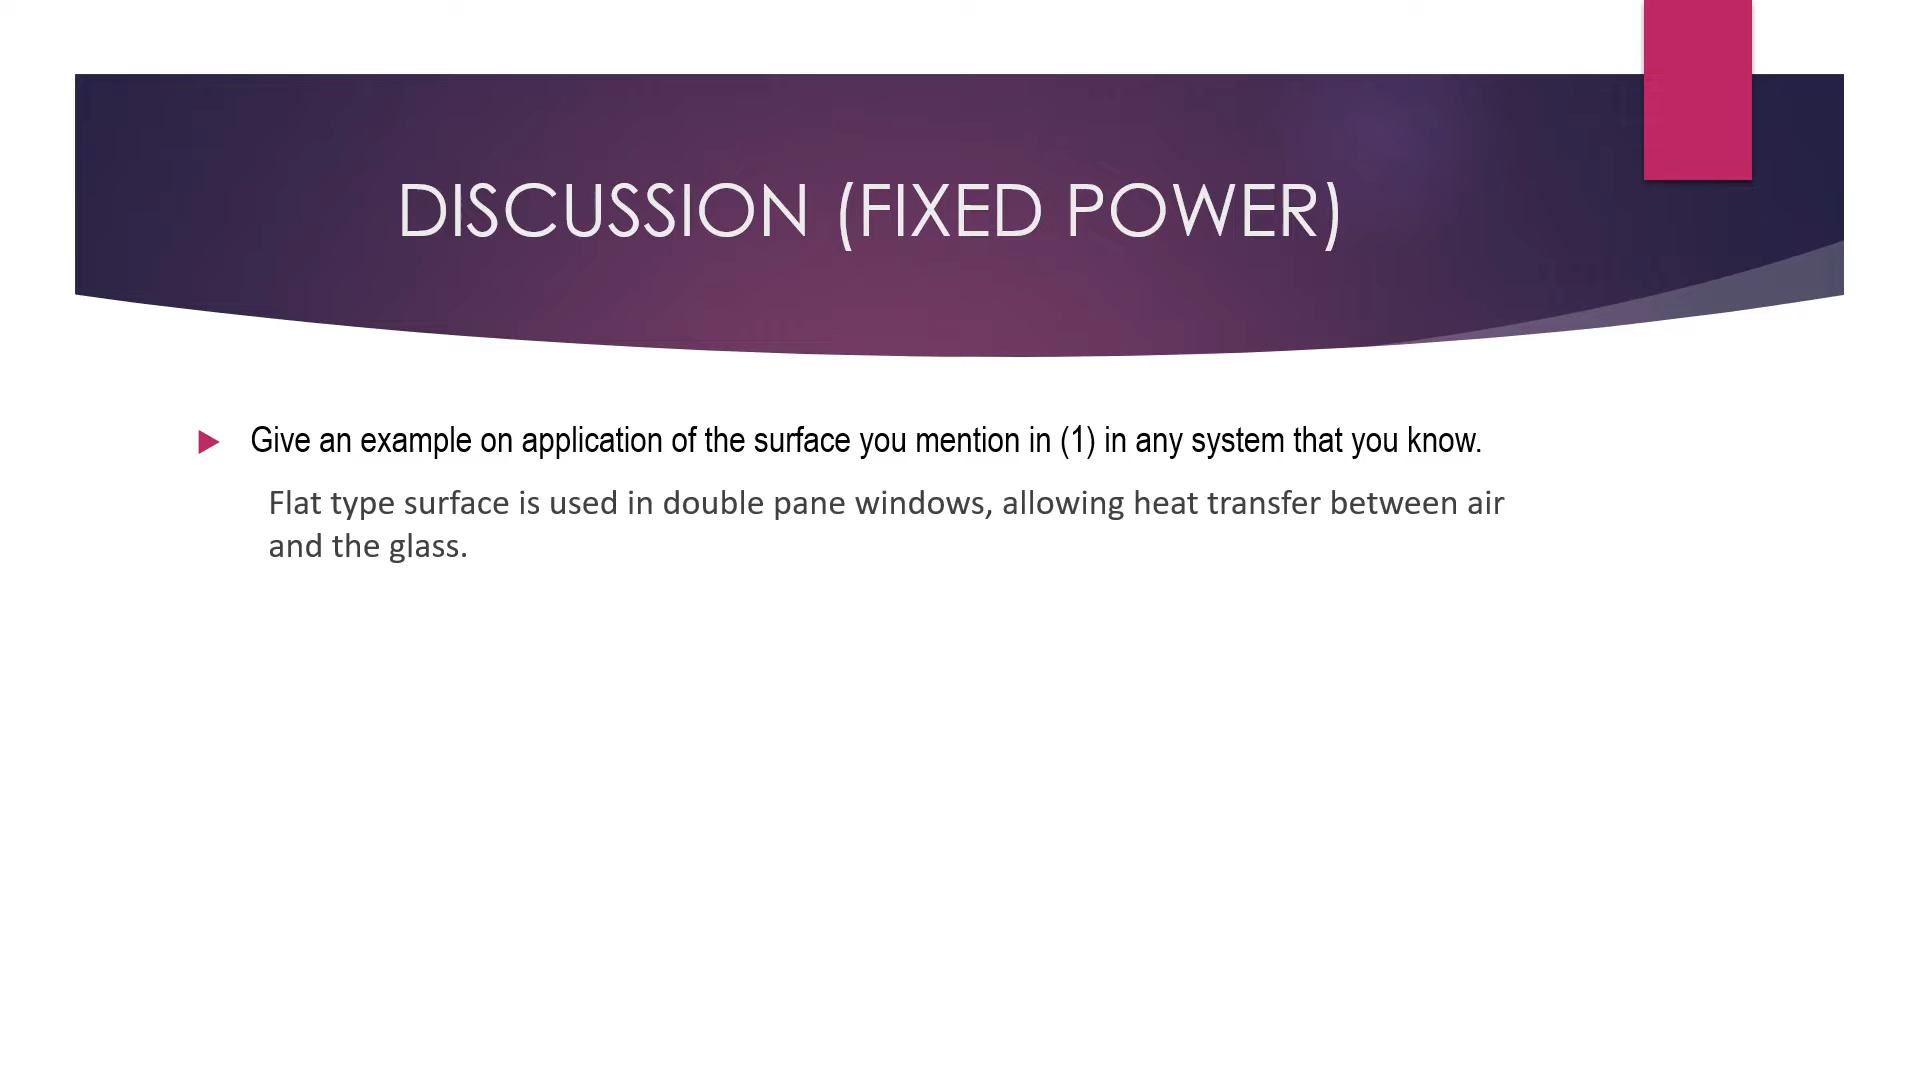 DISCUSSION (FIXED POWER)
Give an example on application of the surface you mention in (1) in any system that you know.
Flat type surface is used in double pane windows, allowing heat transfer between air
and the glass.